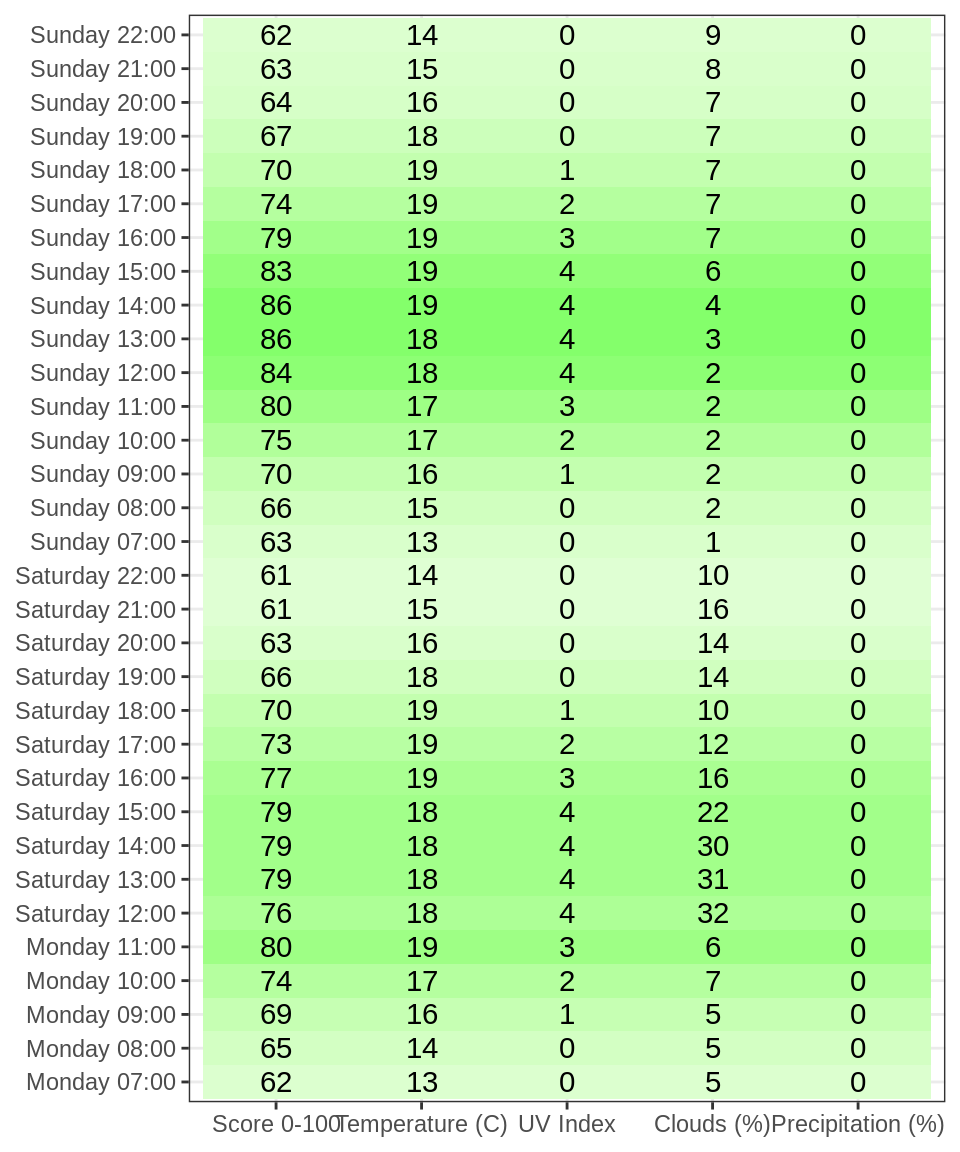 Sunday 22:00 62 14 0 9 0
Sunday 21:00 63 15 0 8 0
Sunday 20:00 64 16 0 7 0
Sunday 19:00 67 18 0 7 0
Sunday 18:00 70 19 1 7 0
Sunday 17:00 74 19 2 7 0
Sunday 16:00 79 19 3 7 0
Sunday 15:00 83 19 4 6 0
Sunday 14:00 86 19 4 4 0
Sunday 13:00 86 18 4 3 0
Sunday 12:00 84 18 4 2 0
Sunday 11:00 80 17 3 2 0
Sunday 10:00 75 17 2 2 0
Sunday 09:00 70 16 1 2 0
Sunday 08:00 66 15 0 2 0
Sunday 07:00 63 13 0 1 0
Saturday 22:00 61 14 0 10 0
Saturday 21:00 61 15 0 16 0
Saturday 20:00 63 16 0 14 0
Saturday 19:00 66 18 0 14 0
Saturday 18:00 70 19 1 10 0
Saturday 17:00 73 19 2 12 0
Saturday 16:00 77 19 3 16 0
Saturday 15:00 79 18 4 22 0
Saturday 14:00 79 18 4 30 0
Saturday 13:00 79 18 4 31 0
Saturday 12:00 76 18 4 32 0
Monday 11:00 80 19 3 6 0
Monday 10:00 74 17 2 7 0
Monday 09:00 69 16 1 5 0
Monday 08:00 65 14 0 5 0
Monday 07:00 62 13 0 5 0
Score 0-100 Temperature (C) UV Index Clouds (%) Precipitation (%)